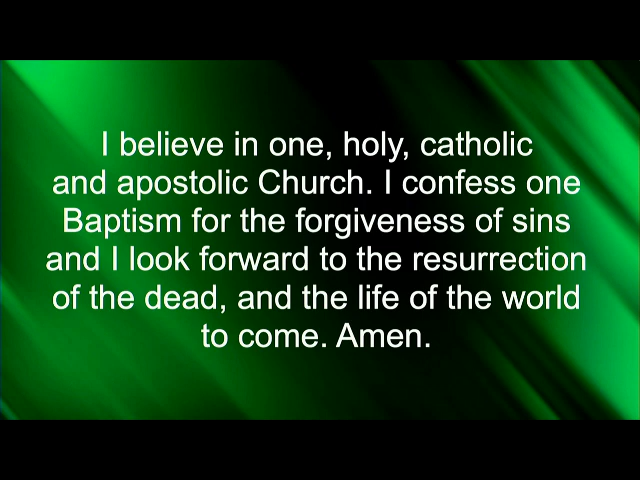 I believe in one, holy, catholic
and apostolic Church. I confess one
Baptism for the forgiveness of sins
and I look forward to the resurrection
of the dead, and the life of the world
to come. Amen.